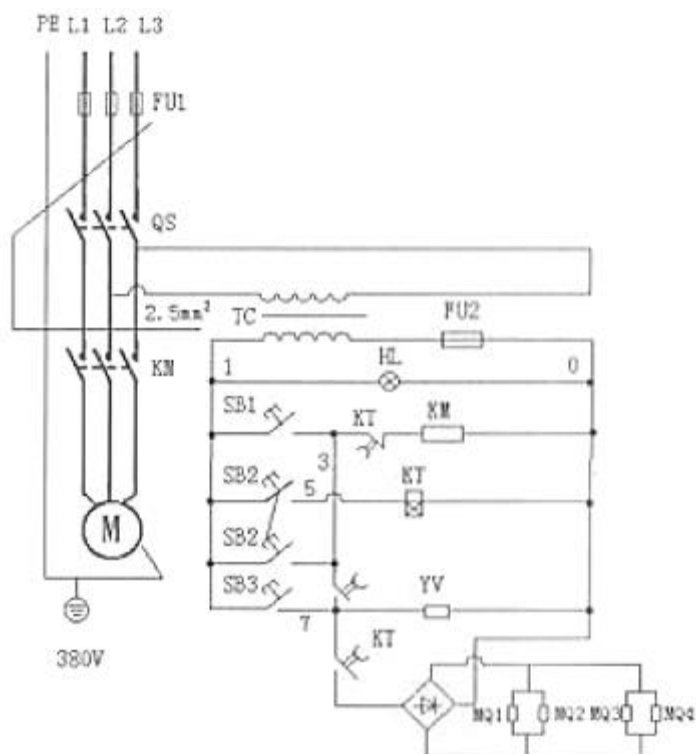 PE L1 L2 L3
FU1
QS
2.5mm²
TC
FU2
KM
1
HL
0
SB1
KT
KM
3
SB2
5
KT
SB2
SB3
YV
7
KT
M
380V
MQ1
MQ2
MQ3
MQ4